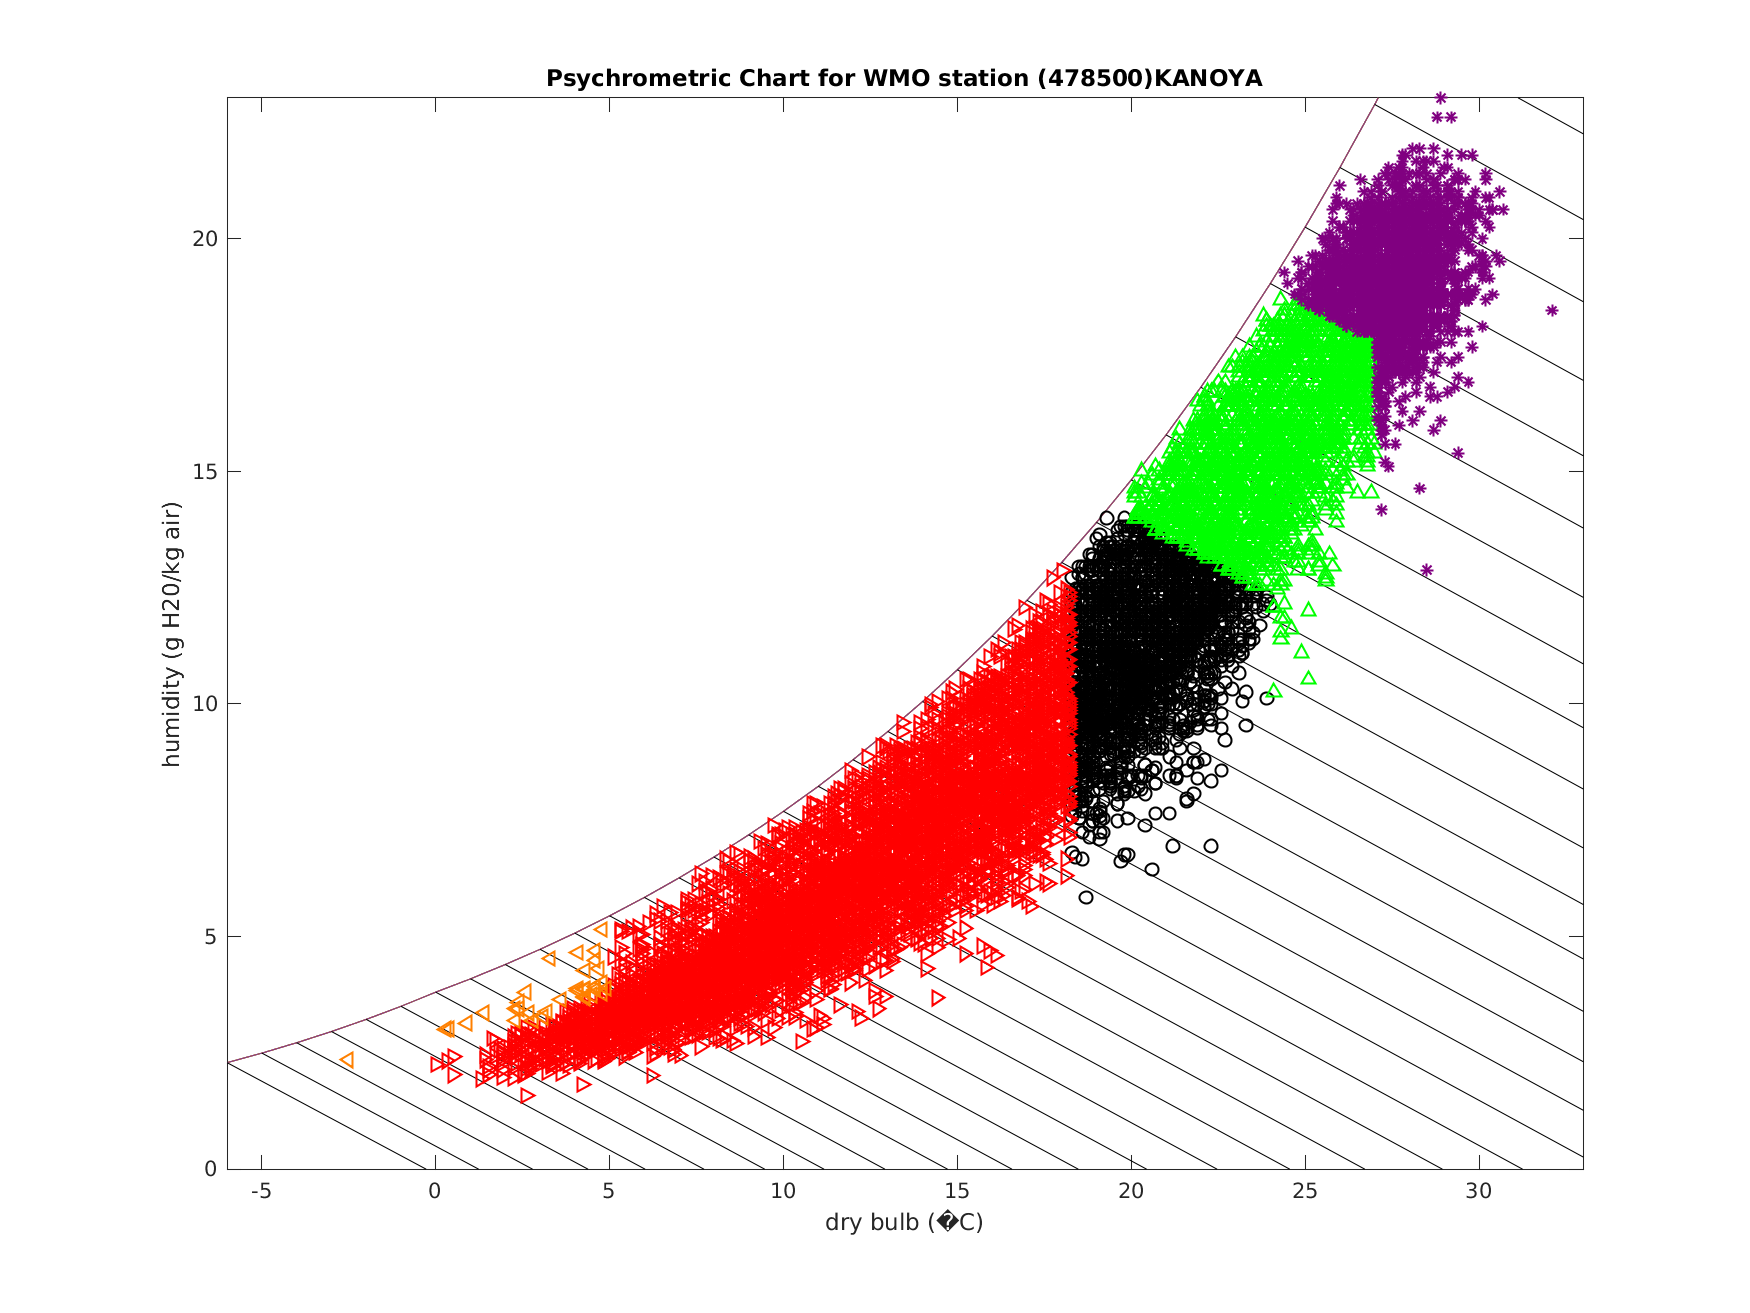 Psychrometric Chart for WMO station (478500)KANOYA
humidity (g H20/kg air)
20
15
10
5
0
-5 0 5 10 15 20 25 30
dry bulb (�C)